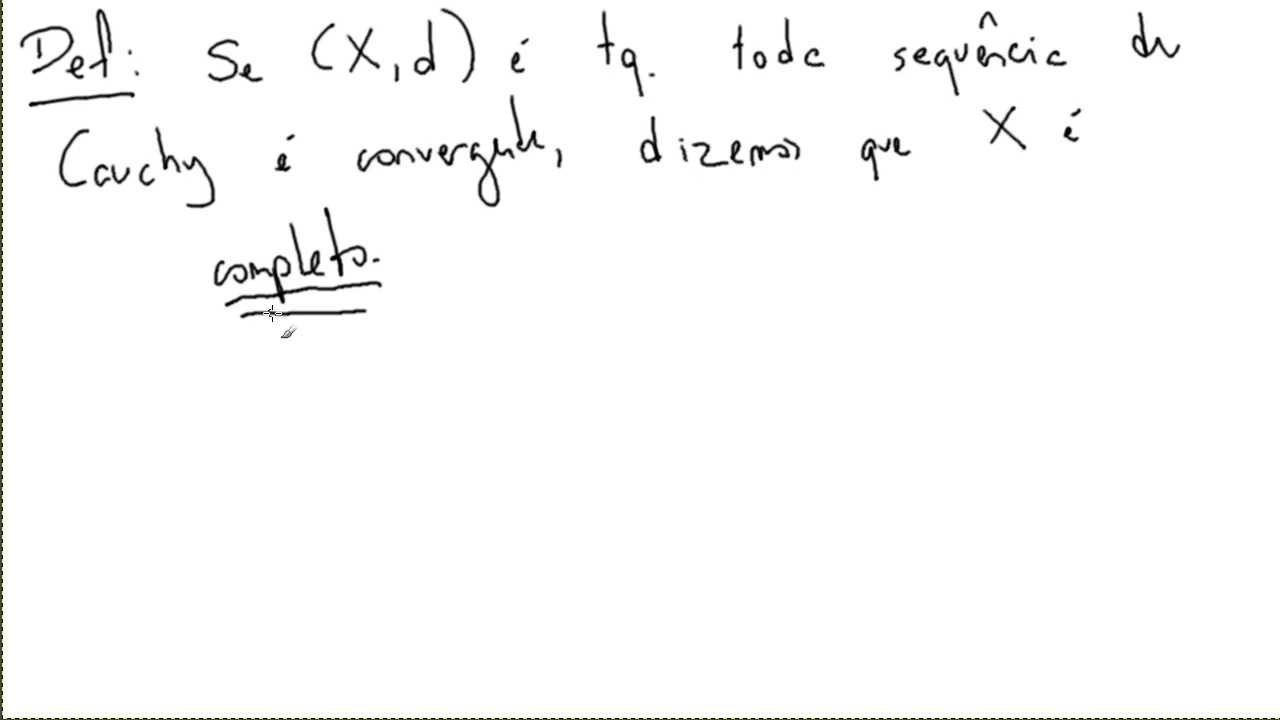 Def: Se (X,d) é tq. toda sequência de
Cauchy é convergente, dizemos que X é
completo.